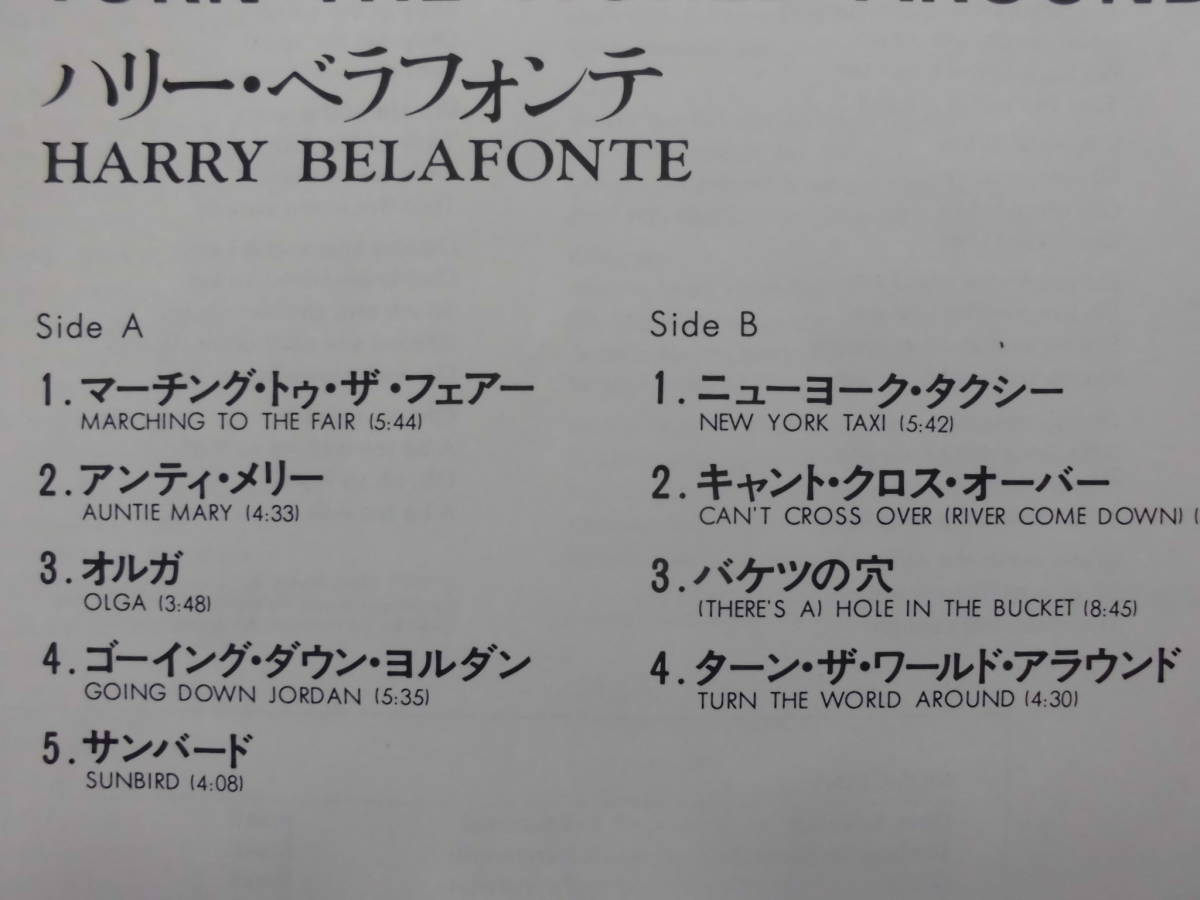 TURN THE WORLD AROUND
ハリー・ベラフォンテ
HARRY BELAFONTE
Side A
1.マーチング・トゥ・ザ・フェアー
MARCHING TO THE FAIR (5:44)
2.アンティ・メリー
AUNTIE MARY (4:33)
3.オルガ
OLGA (3:48)
4.ゴーイング・ダウン・ヨルダン
GOING DOWN JORDAN (5:35)
5.サンバード
SUNBIRD (4:08)
Side B
1.ニューヨーク・タクシー
NEW YORK TAXI (5:42)
2.キャント・クロス・オーバー
CAN'T CROSS OVER (RIVER COME DOWN) (
3.バケツの穴
(THERE'S A) HOLE IN THE BUCKET (8:45)
4.ターン・ザ・ワールド・アラウンド
TURN THE WORLD AROUND (4:30)